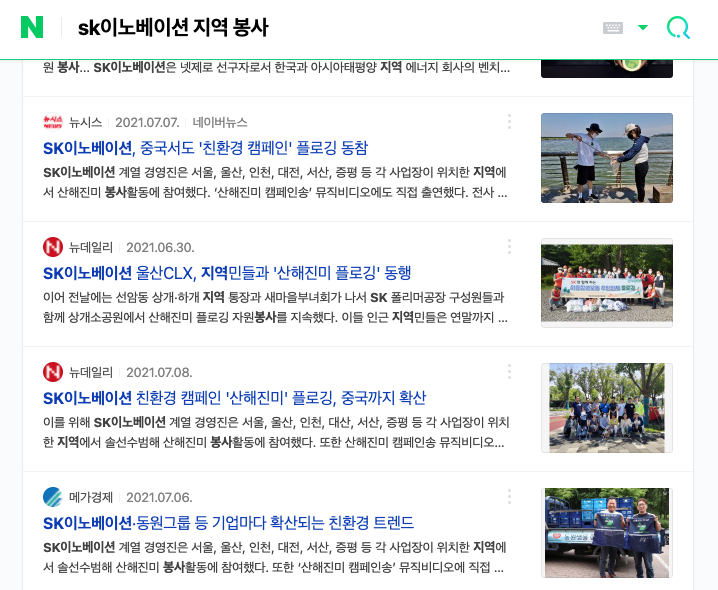 N sk이노베이션 지역 봉사
원 봉사... SK이노베이션은 넷제로 선구자로서 한국과 아시아태평양 지역 에너지 회사의 벤치...
뉴시스 2021.07.07. 네이버뉴스
SK이노베이션, 중국서도 '친환경 캠페인' 플로깅 동참
SK이노베이션 계열 경영진은 서울, 울산, 인천, 대전, 서산, 증평 등 각 사업장이 위치한 지역에
서 산해진미 봉사활동에 참여했다. ‘산해진미 캠페인송’ 뮤직비디오에도 직접 출연했다. 전사 ...
뉴데일리 2021.06.30.
SK이노베이션 울산CLX, 지역민들과 '산해진미 플로깅' 동행
이어 전날에는 선암동 상개·하개 지역 통장과 새마을부녀회가 나서 SK 폴리머공장 구성원들과
함께 상개소공원에서 산해진미 플로깅 자원봉사를 지속했다. 이들 인근 지역민들은 연말까지 ...
뉴데일리 2021.07.08.
SK이노베이션 친환경 캠페인 '산해진미' 플로깅, 중국까지 확산
이를 위해 SK이노베이션 계열 경영진은 서울, 울산, 인천, 대산, 서산, 증평 등 각 사업장이 위치
한 지역에서 솔선수범해 산해진미 봉사활동에 참여했다. 또한 산해진미 캠페인송 뮤직비디오...
메가경제 2021.07.06.
SK이노베이션·동원그룹 등 기업마다 확산되는 친환경 트렌드
SK이노베이션 계열 경영진은 서울, 울산, 인천, 대전, 서산, 증평 등 각 사업장이 위치한 지역에
서 솔선수범해 산해진미 봉사활동에 참여했다. 또한 ‘산해진미 캠페인송’ 뮤직비디오에 직접 ...